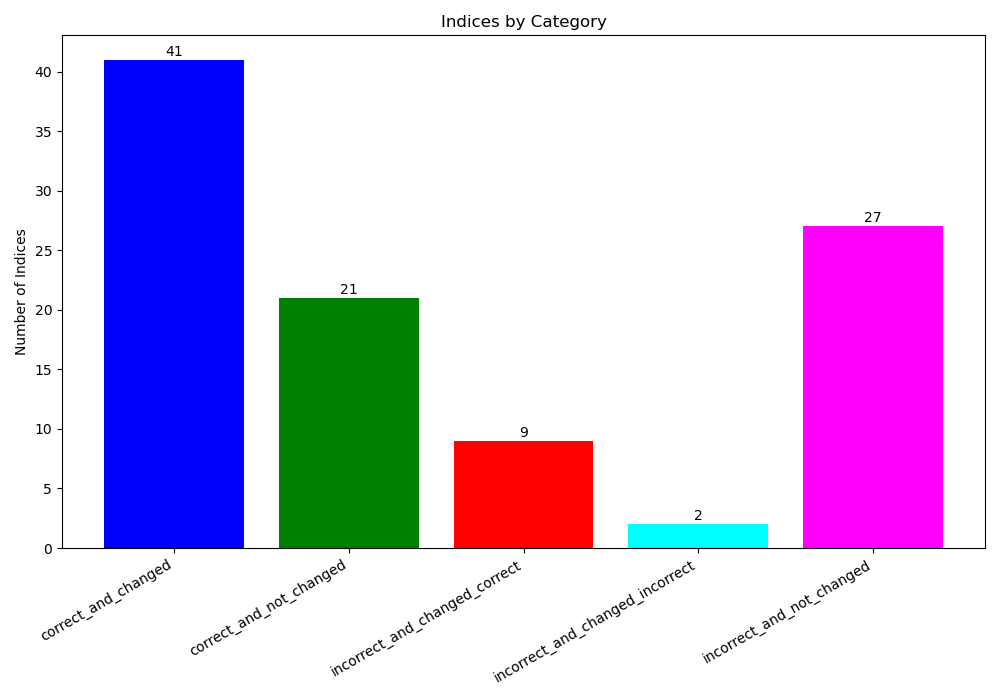 Indices by Category
Number of Indices
40
35
30
25
20
15
10
5
0
41
21
9
2
27
correct_and_changed
correct_and_not_changed
incorrect_and_changed_correct
incorrect_and_changed_incorrect
incorrect_and_not_changed